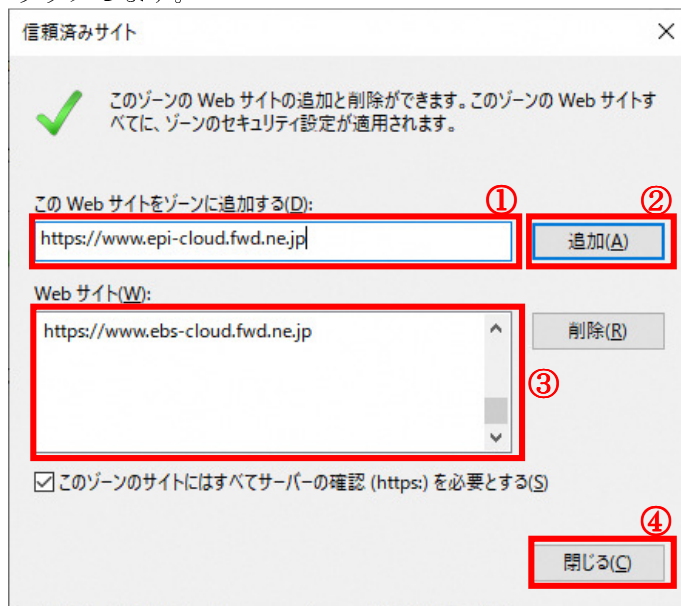 信頼済みサイト
このゾーンの Web サイトの追加と削除ができます。このゾーンの Web サイトす
べてに、ゾーンのセキュリティ設定が適用されます。
この Web サイトをゾーンに追加する(D):
①
②
https://www.epi-cloud.fwd.ne.jp
追加(A)
Web サイト(W):
https://www.ebs-cloud.fwd.ne.jp
削除(R)
③
このゾーンのサイトにはすべてサーバーの確認 (https:) を必要とする(S)
④
閉じる(C)